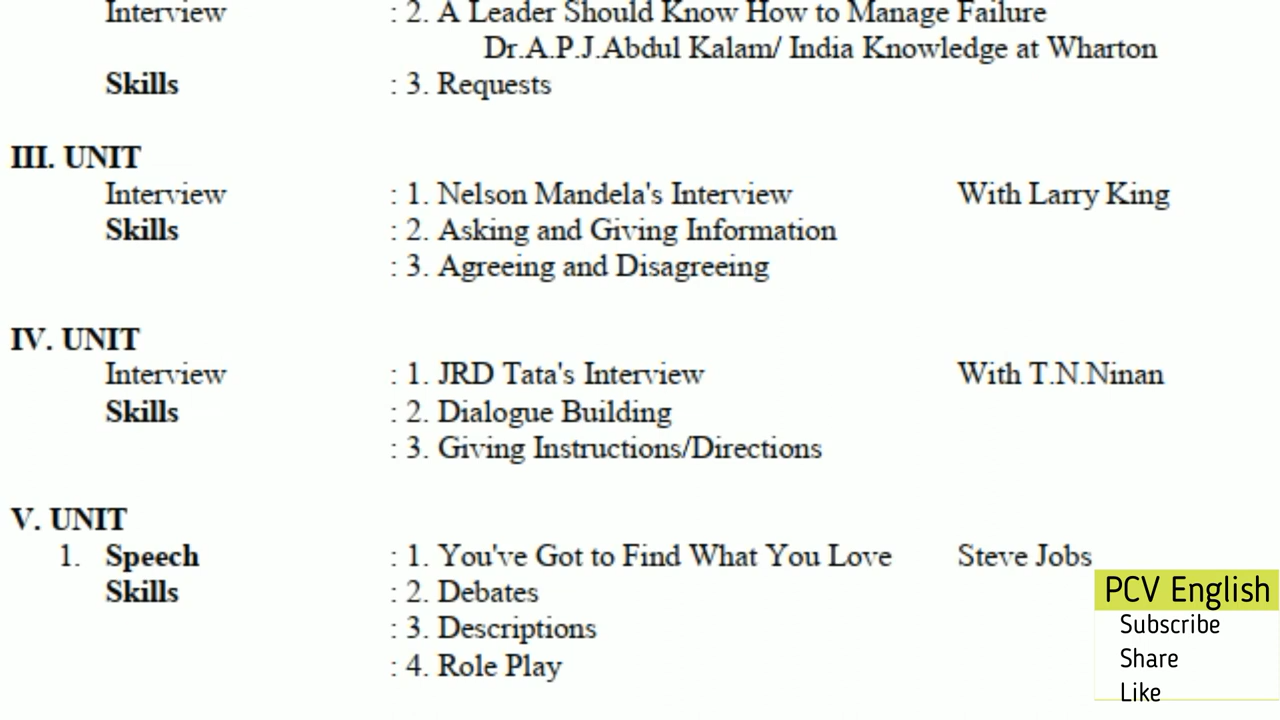 Interview : 2. A Leader Should Know How to Manage Failure
Dr.A.P.J.Abdul Kalam/ India Knowledge at Wharton
Skills : 3. Requests
III. UNIT
Interview : 1. Nelson Mandela's Interview With Larry King
Skills : 2. Asking and Giving Information
: 3. Agreeing and Disagreeing
IV. UNIT
Interview : 1. JRD Tata's Interview With T.N.Ninan
Skills : 2. Dialogue Building
: 3. Giving Instructions/Directions
V. UNIT
1. Speech : 1. You've Got to Find What You Love Steve Jobs
Skills : 2. Debates
: 3. Descriptions
: 4. Role Play
PCV English
Subscribe
Share
Like